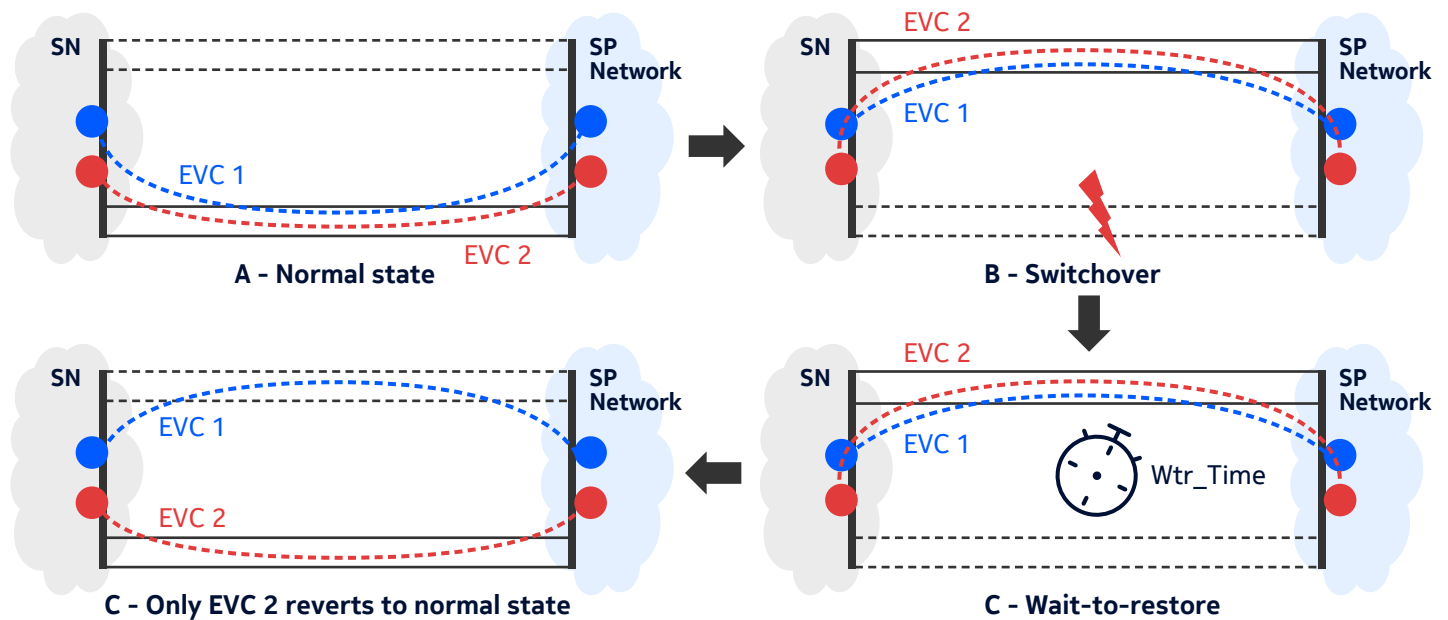 SN
SP
Network
EVC 1
EVC 2
A - Normal state
EVC 2
SN
SP
Network
EVC 1
B - Switchover
SN
SP
Network
EVC 1
EVC 2
C - Only EVC 2 reverts to normal state
EVC 2
SN
SP
Network
EVC 1
Wtr_Time
C - Wait-to-restore